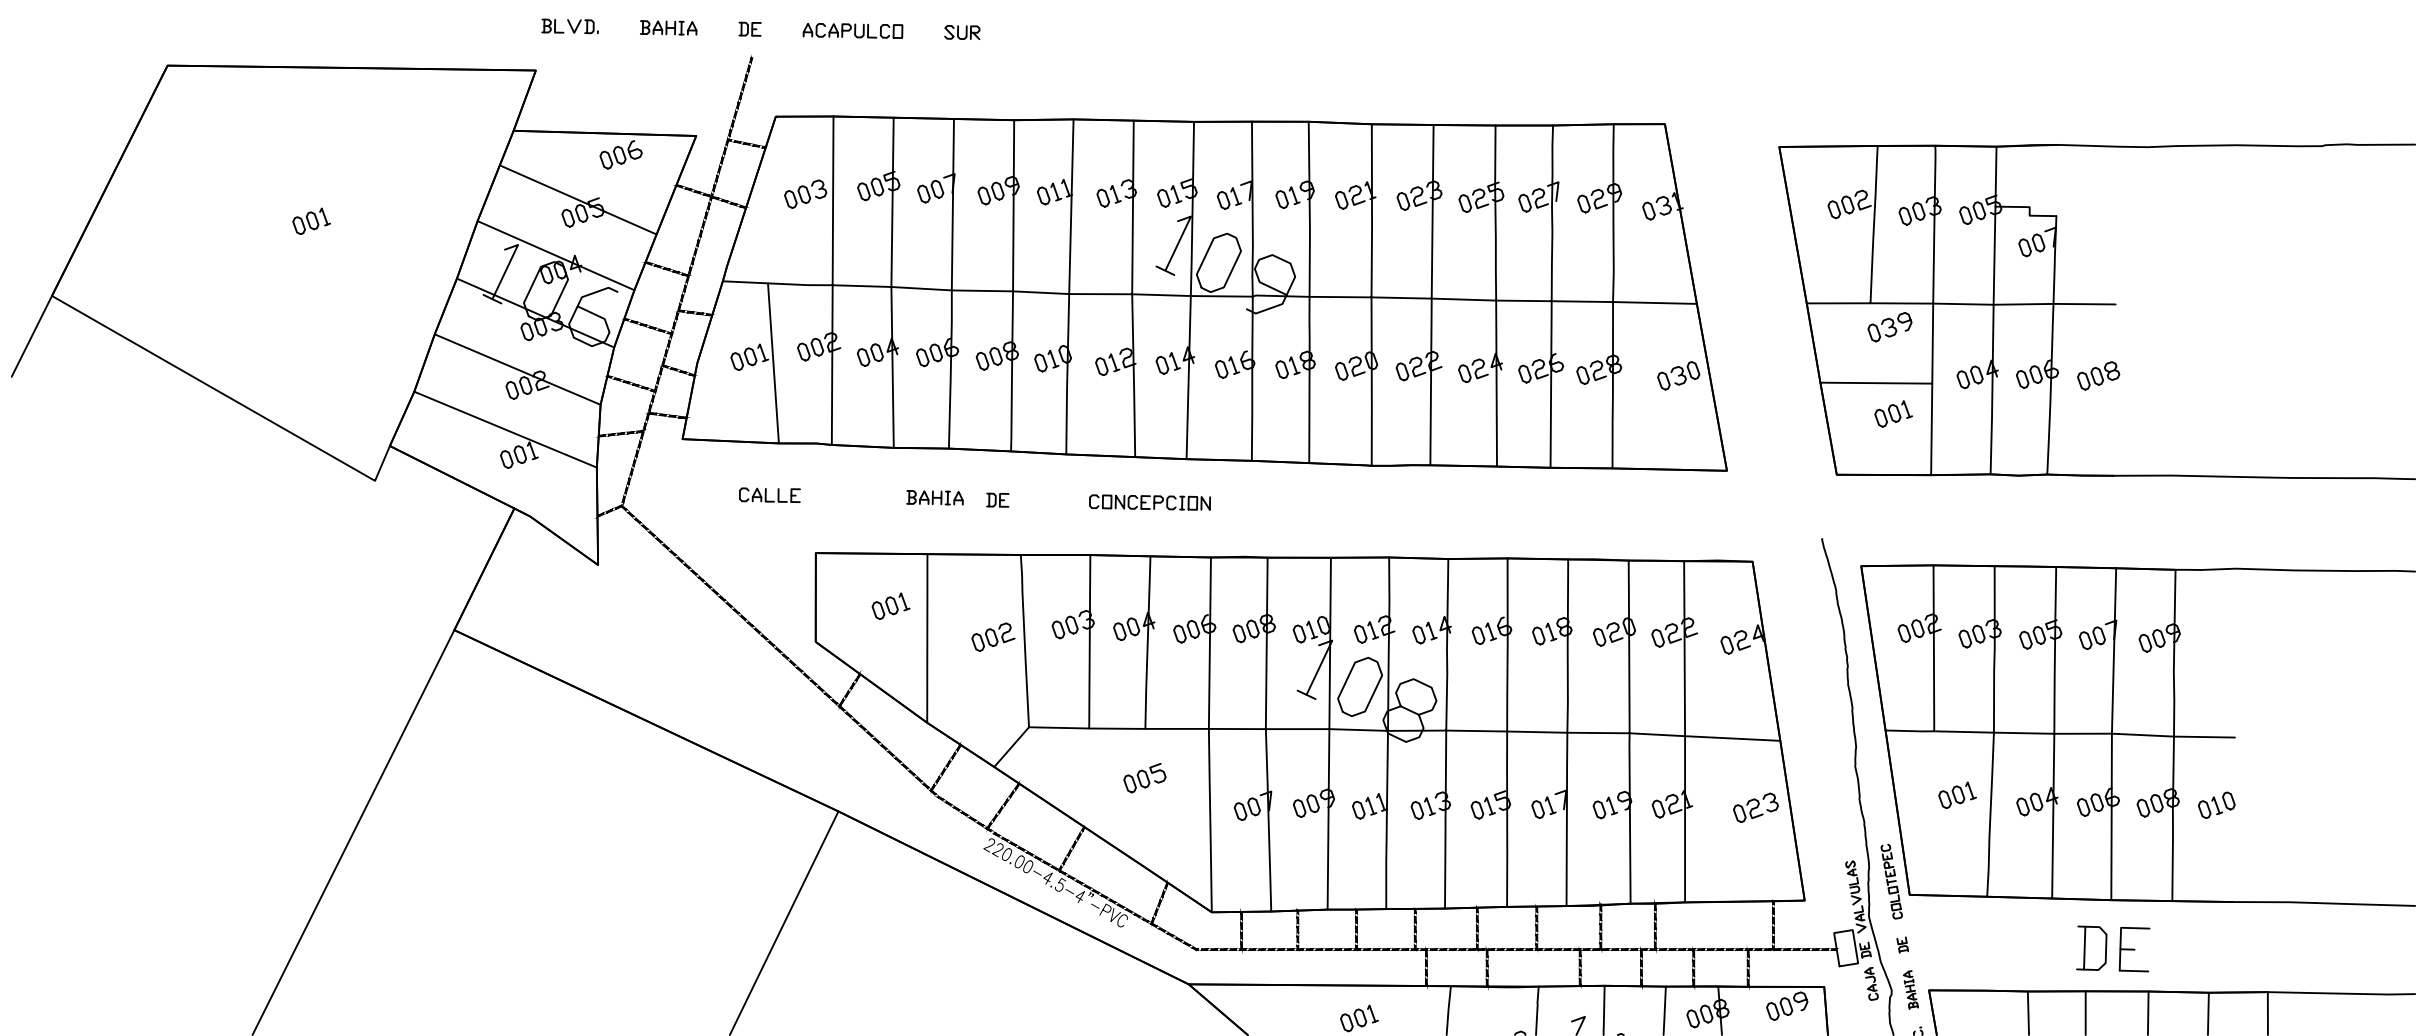 BLVD. BAHIA DE ACAPULCO SUR
001
006
005
004
003
002
001
106
003 005 007 009 011 013 015 017 019 021 023 025 027 029 031
109
001 002 004 006 008 010 012 014 016 018 020 022 024 026 028 030
002 003 005 007
039
001 004 006 008
CALLE BAHIA DE CONCEPCION
001 002 003 004 006 008 010 012 014 016 018 020 022 024
108
005 007 009 011 013 015 017 019 021 023
002 003 005 007 009
001 004 006 008 010
220.00-4.5-4"-PVC
CAJA DE VALVULAS
C. BAHIA DE COLOTEPEC
DE
001 008 009